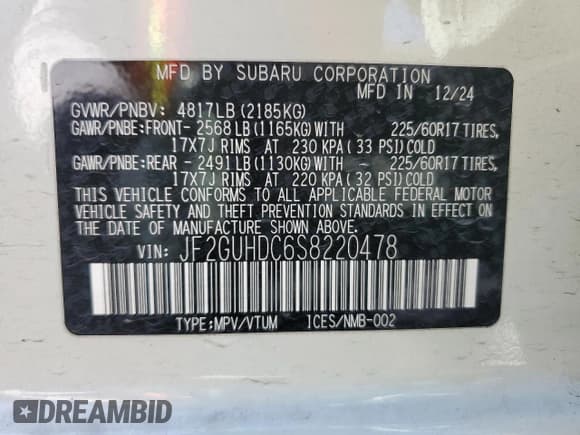 MFD BY SUBARU CORPORATION
MFD IN 12/24
GVWR/PNBV: 4817LB(2185KG)
GAWR/PNBE:FRONT- 2568LB(1165KG)WITH 225/60R17 TIRES,
17X7J RIMS AT 230 KPA(33 PSI)COLD
GAWR/PNBE:REAR - 2491LB(1130KG)WITH 225/60R17 TIRES,
17X7J RIMS AT 220 KPA(32 PSI)COLD
THIS VEHICLE CONFORMS TO ALL APPLICABLE FEDERAL MOTOR
VEHICLE SAFETY AND THEFT PREVENTION STANDARDS IN EFFECT ON
THE DATE OF MANUFACTURE SHOWN ABOVE.
VIN: JF2GUHDC6S8220478
TYPE:MPV/VTUM ICES/NMB-002
DREAMBID